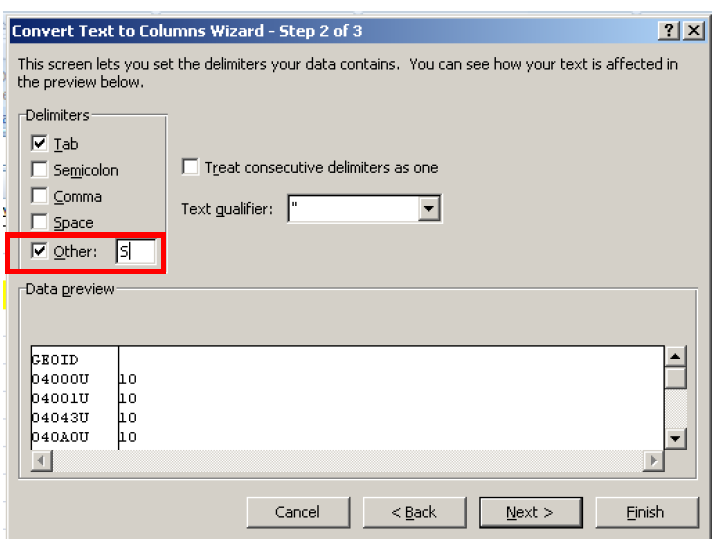 Convert Text to Columns Wizard - Step 2 of 3
This screen lets you set the delimiters your data contains. You can see how your text is affected in
the preview below.
Delimiters
Tab
Semicolon
Comma
Space
Other: S
Treat consecutive delimiters as one
Text qualifier: "
Data preview
GEOID
04000U 10
04001U 10
04043U 10
040A0U 10
Cancel < Back Next > Finish